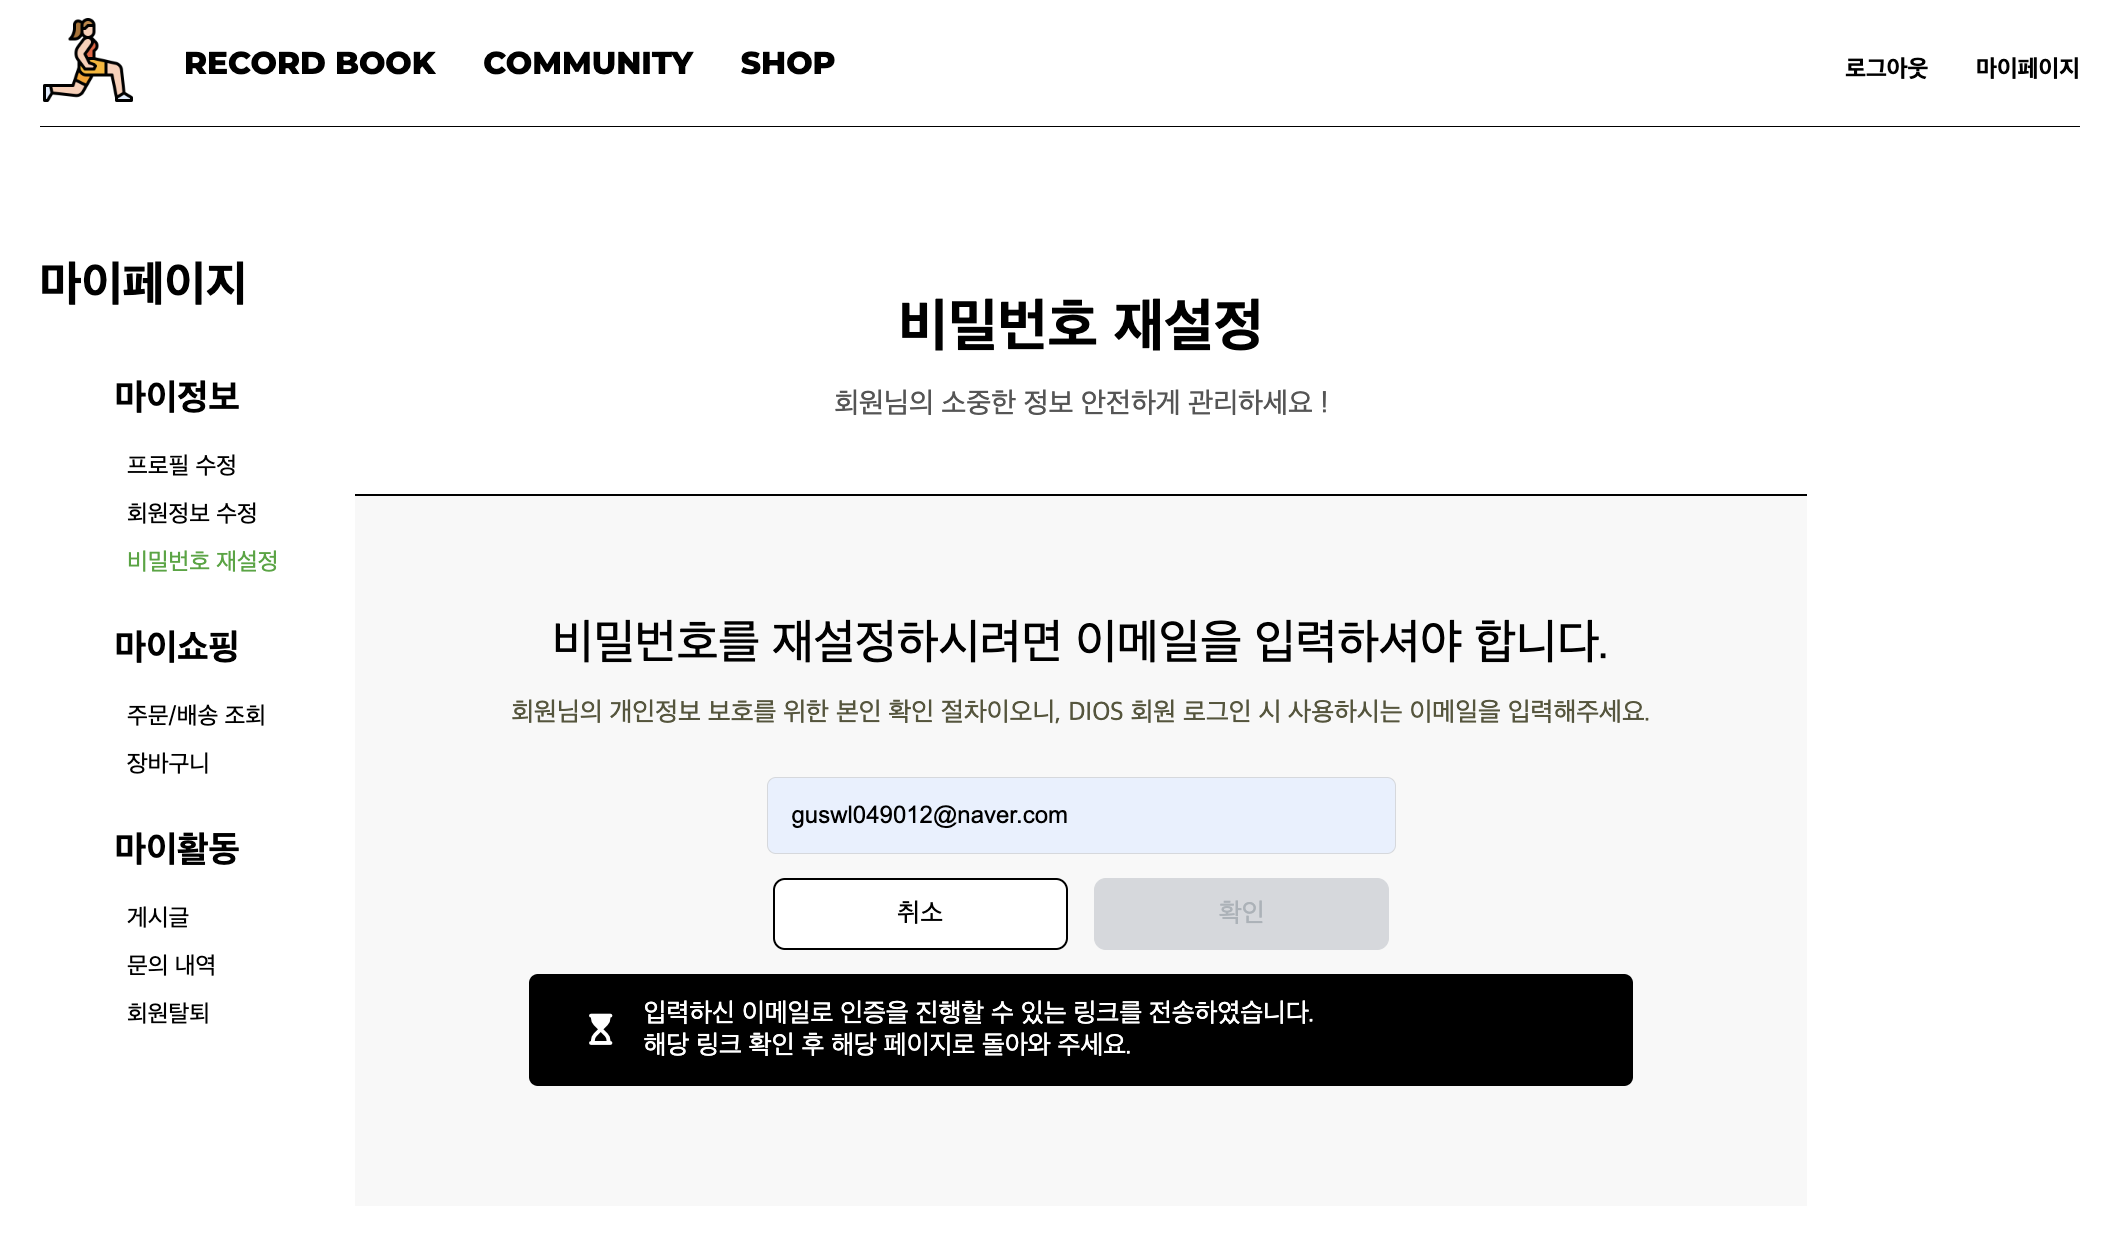 RECORD BOOK COMMUNITY SHOP 로그아웃 마이페이지
마이페이지
마이정보
프로필 수정
회원정보 수정
비밀번호 재설정
마이쇼핑
주문/배송 조회
장바구니
마이활동
게시글
문의 내역
회원탈퇴
비밀번호 재설정
회원님의 소중한 정보 안전하게 관리하세요 !
비밀번호를 재설정하시려면 이메일을 입력하셔야 합니다.
회원님의 개인정보 보호를 위한 본인 확인 절차이오니, DIOS 회원 로그인 시 사용하시는 이메일을 입력해주세요.
guswl049012@naver.com
취소 확인
입력하신 이메일로 인증을 진행할 수 있는 링크를 전송하였습니다.
해당 링크 확인 후 해당 페이지로 돌아와 주세요.